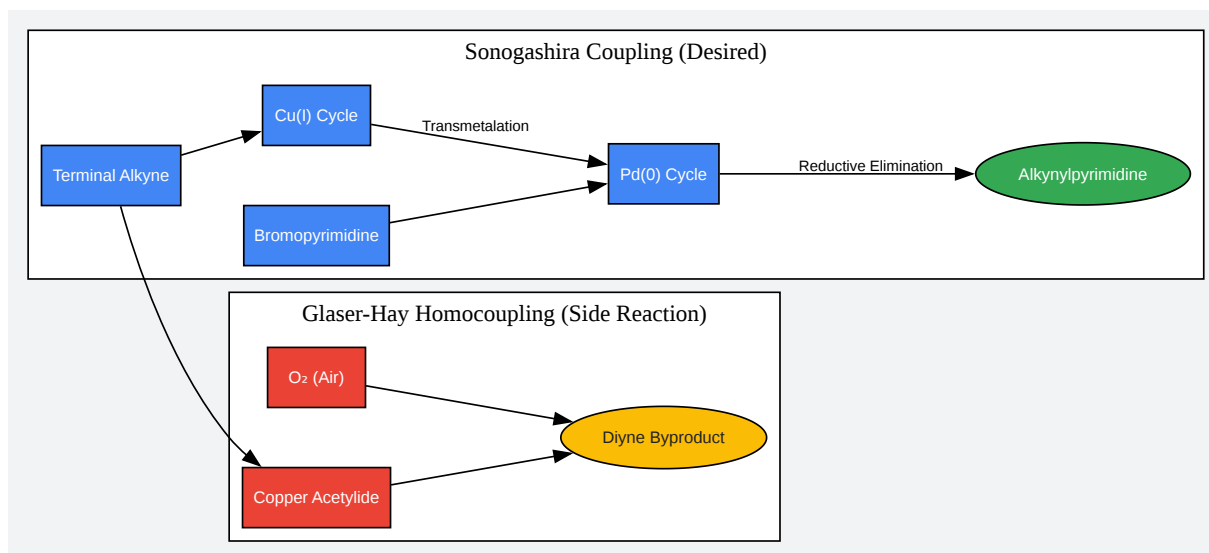 Sonogashira Coupling (Desired)
Cu(I) Cycle
Transmetalation
Terminal Alkyne
Pd(0) Cycle
Reductive Elimination
Alkynylpyrimidine
Bromopyrimidine
Glaser-Hay Homocoupling (Side Reaction)
O₂ (Air)
Diyne Byproduct
Copper Acetylide